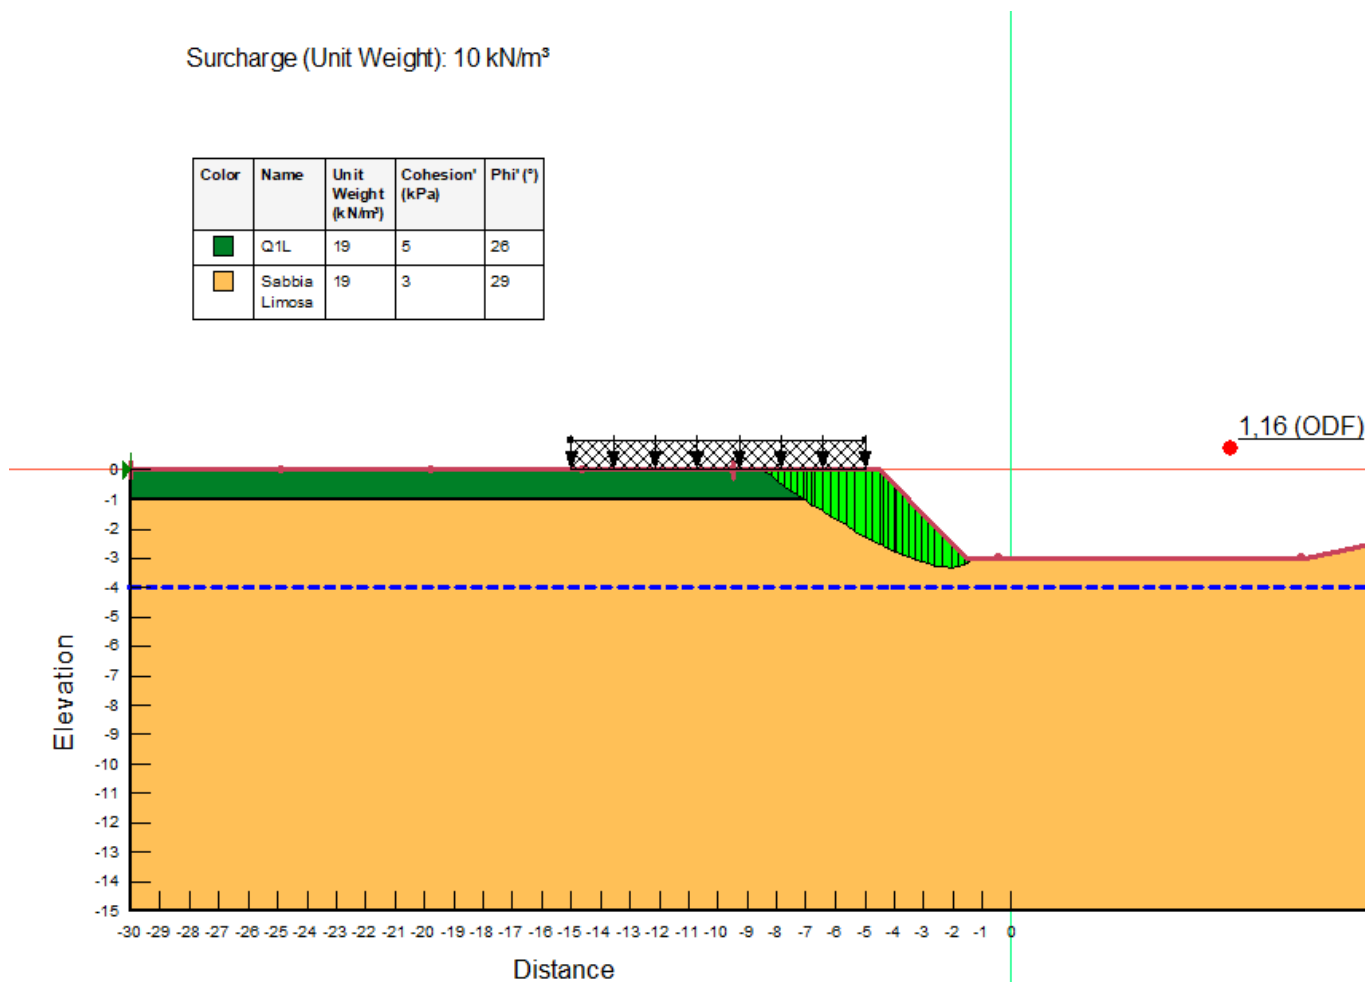 Surcharge (Unit Weight): 10 kN/m³
Color Name Unit Weight (kN/m³) Cohesion' (kPa) Phi' (°)
Q1L 19 5 26
Sabbia Limosa 19 3 29
1,16 (ODF)
0
-1
-2
-3
-4
-5
-6
-7
-8
-9
-10
-11
-12
-13
-14
-15
Elevation
-30 -29 -28 -27 -26 -25 -24 -23 -22 -21 -20 -19 -18 -17 -16 -15 -14 -13 -12 -11 -10 -9 -8 -7 -6 -5 -4 -3 -2 -1 0
Distance